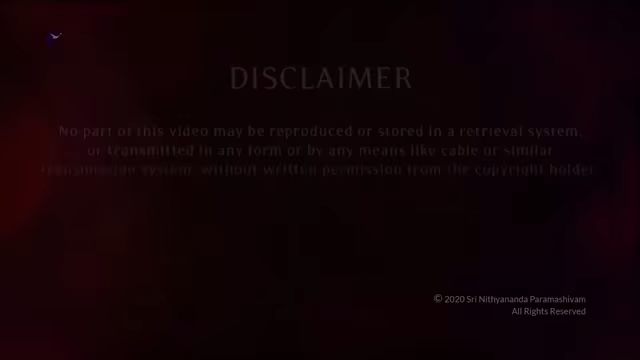 DISCLAIMER
No part of this video may be reproduced or stored in a retrieval system,
or transmitted in any form or by any means like cable or similar
transmission system, without written permission from the copyright holder
© 2020 Sri Nithyananda Paramashivam
All Rights Reserved